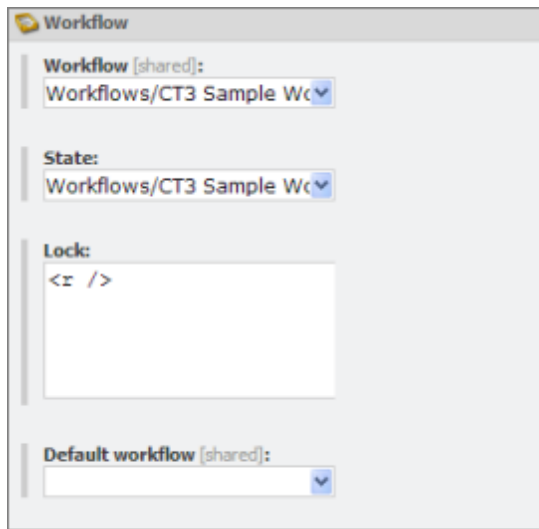 Workflow
Workflow [shared]:
Workflows/CT3 Sample Wo
State:
Workflows/CT3 Sample Wo
Lock:
<r />
Default workflow [shared]: